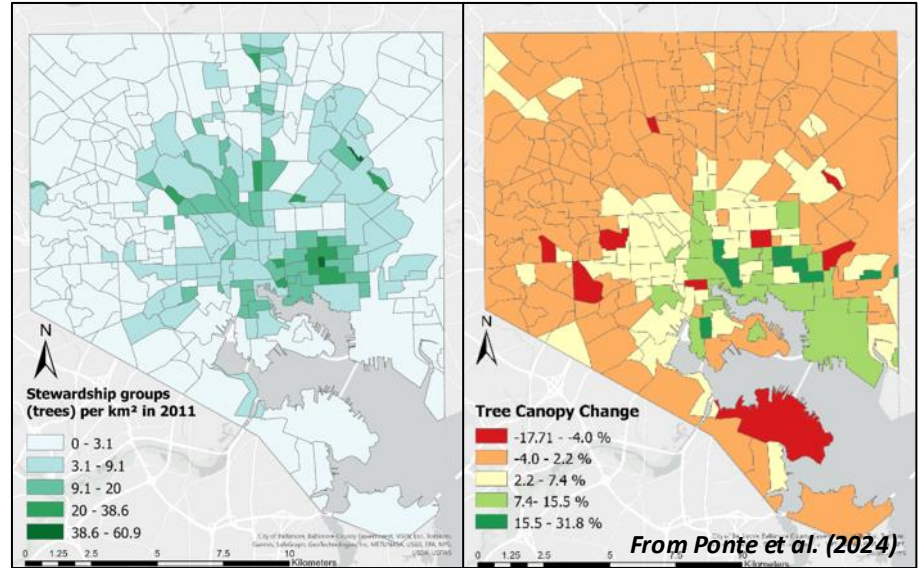 N
Stewardship groups
(trees) per km² in 2011
0 - 3.1
3.1 - 9.1
9.1 - 20
20 - 38.6
38.6 - 60.9
0 1.25 2.5 5 7.5 10
Kilometers
N
Tree Canopy Change
-17.71 - -4.0 %
-4.0 - 2.2 %
2.2 - 7.4 %
7.4- 15.5 %
15.5 - 31.8 %
0 1.25 2.5 5 7.5 10
Kilometers
From Ponte et al. (2024)